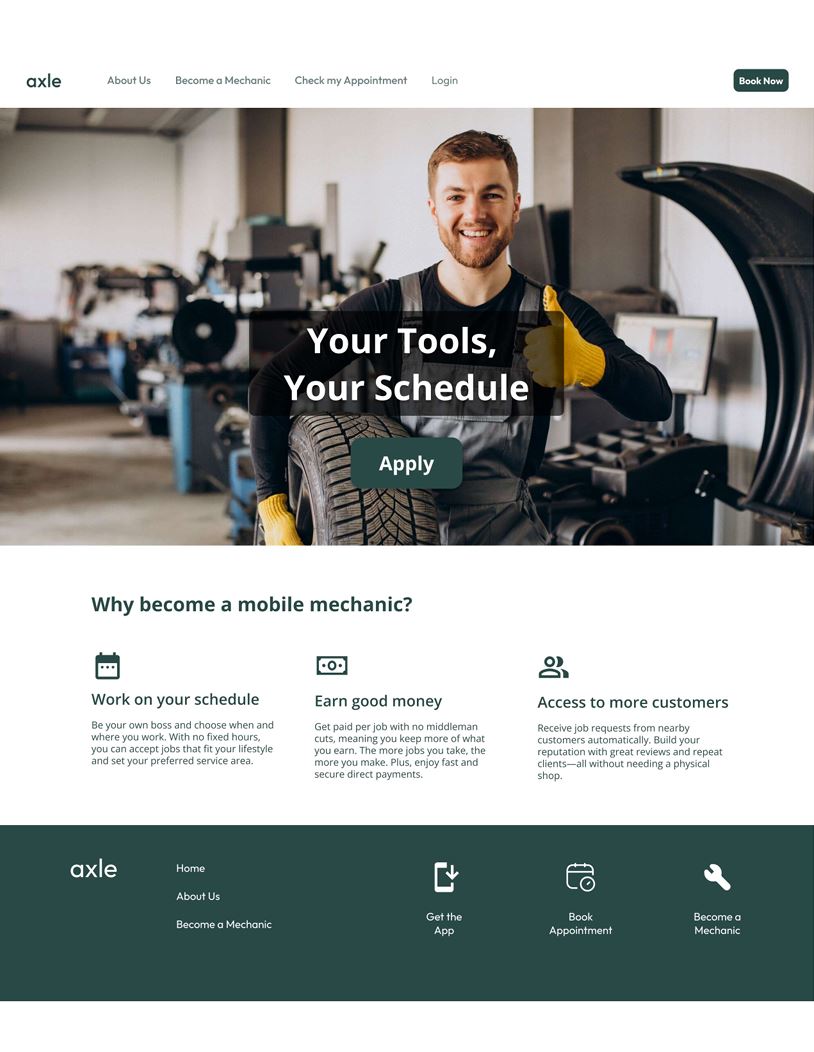 axle
About Us
Become a Mechanic
Check my Appointment
Login
Book Now
Your Tools,
Your Schedule
Apply
Why become a mobile mechanic?
Work on your schedule
Be your own boss and choose when and
where you work. With no fixed hours,
you can accept jobs that fit your lifestyle
and set your preferred service area.
Earn good money
Get paid per job with no middleman
cuts, meaning you keep more of what
you earn. The more jobs you take, the
more you make. Plus, enjoy fast and
secure direct payments.
Access to more customers
Receive job requests from nearby
customers automatically. Build your
reputation with great reviews and repeat
clients—all without needing a physical
shop.
axle
Home
About Us
Become a Mechanic
Get the
App
Book
Appointment
Become a
Mechanic